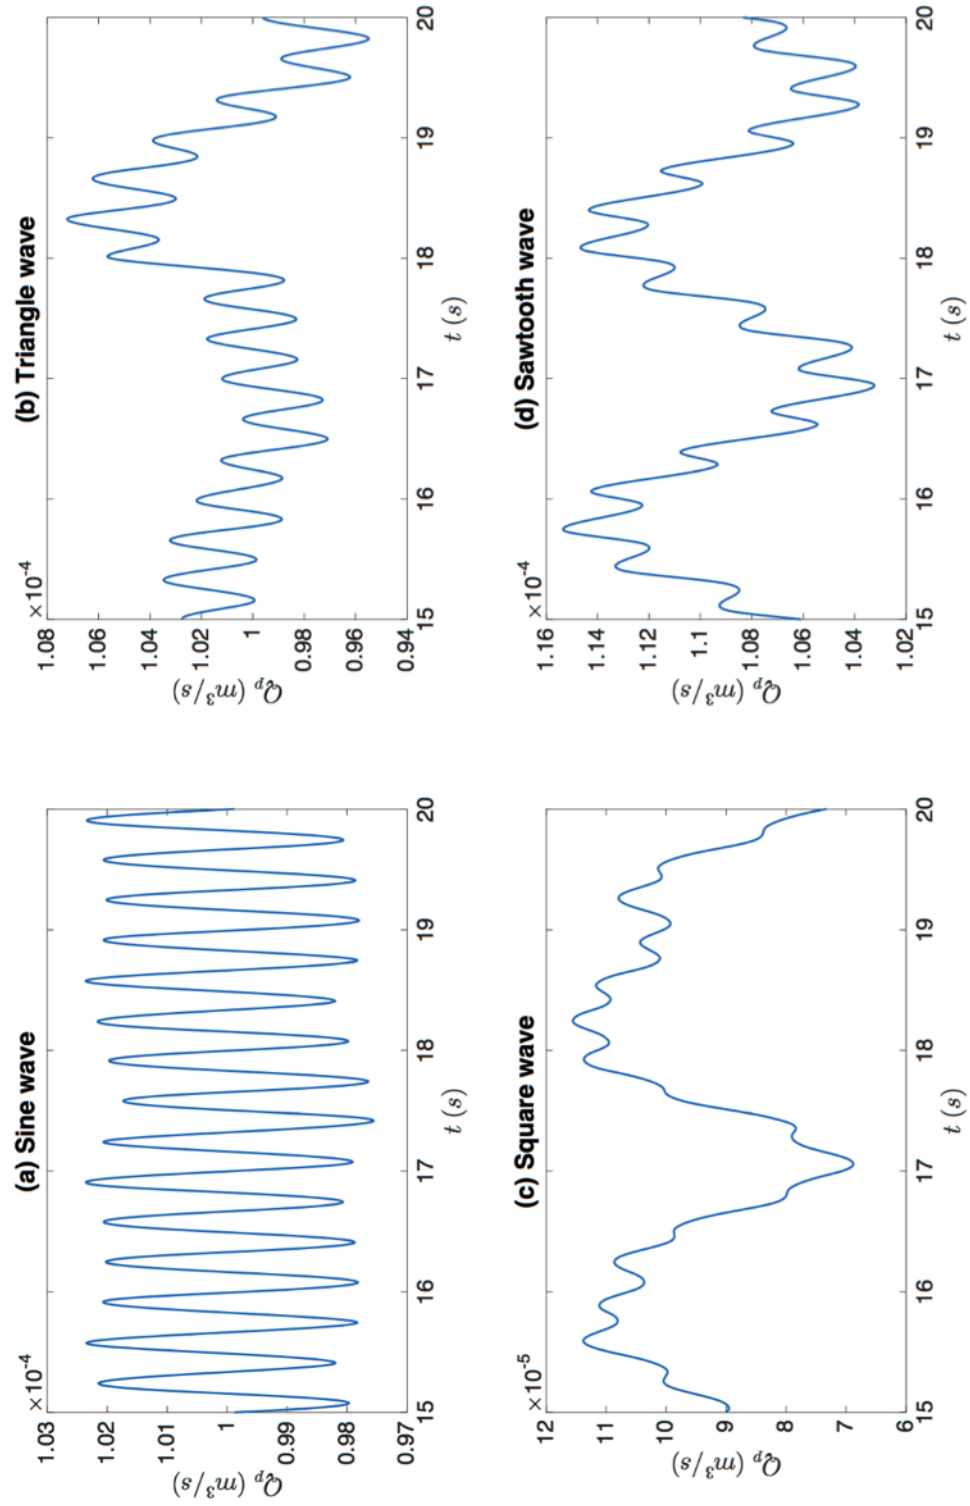 (a) Sine wave
×10⁻⁴
1.03
1.02
1.01
1
0.99
0.98
0.97
15 16 17 18 19 20
Qₚ (m³/s)
t (s)
(b) Triangle wave
×10⁻⁴
1.08
1.06
1.04
1.02
1
0.98
0.96
0.94
15 16 17 18 19 20
Qₚ (m³/s)
t (s)
(c) Square wave
×10⁻⁵
12
11
10
9
8
7
6
15 16 17 18 19 20
Qₚ (m³/s)
t (s)
(d) Sawtooth wave
×10⁻⁴
1.16
1.14
1.12
1.1
1.08
1.06
1.04
1.02
15 16 17 18 19 20
Qₚ (m³/s)
t (s)